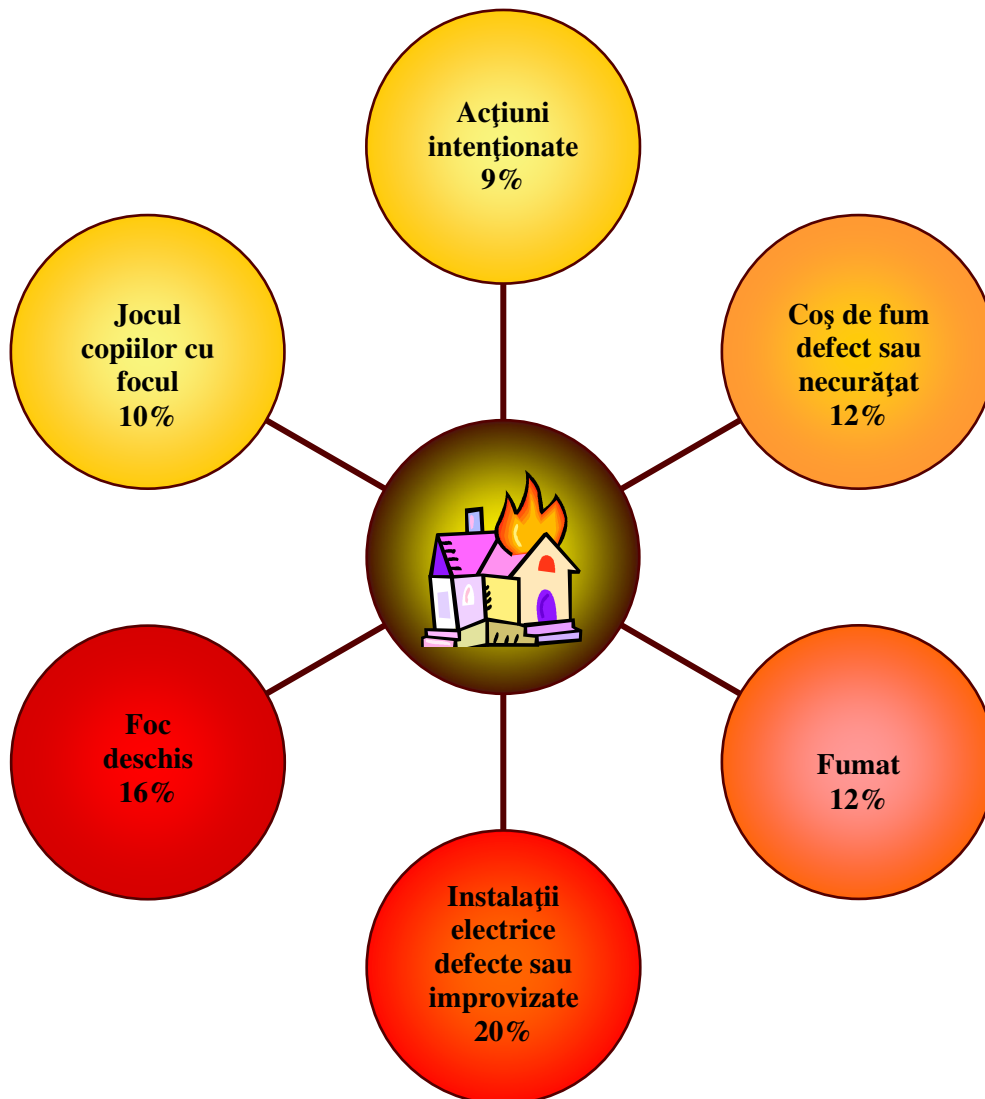 Acţiuni
intenţionate
9%
Jocul
copiilor cu
focul
10%
Coş de fum
defect sau
necurăţat
12%
Foc
deschis
16%
Fumat
12%
Instalaţii
electrice
defecte sau
improvizate
20%